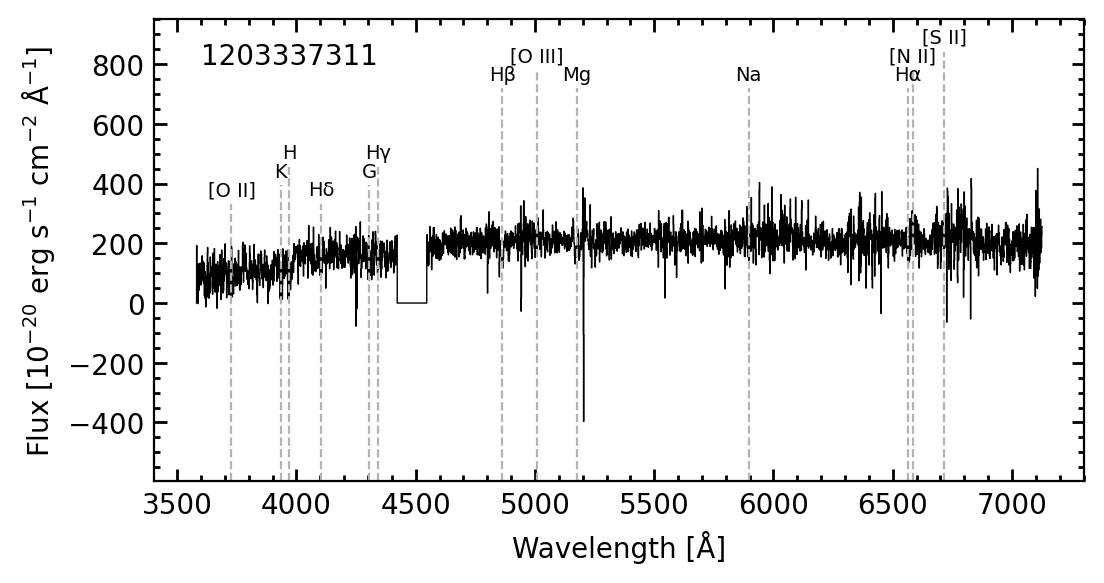 1203337311
[S II]
[O III]
[N II]
Hβ
Mg
Na
Hα
H
Hγ
K
G
[O II]
Hδ
800
600
400
200
0
−200
−400
Flux [10⁻²⁰ erg s⁻¹ cm⁻² Å⁻¹]
3500 4000 4500 5000 5500 6000 6500 7000
Wavelength [Å]